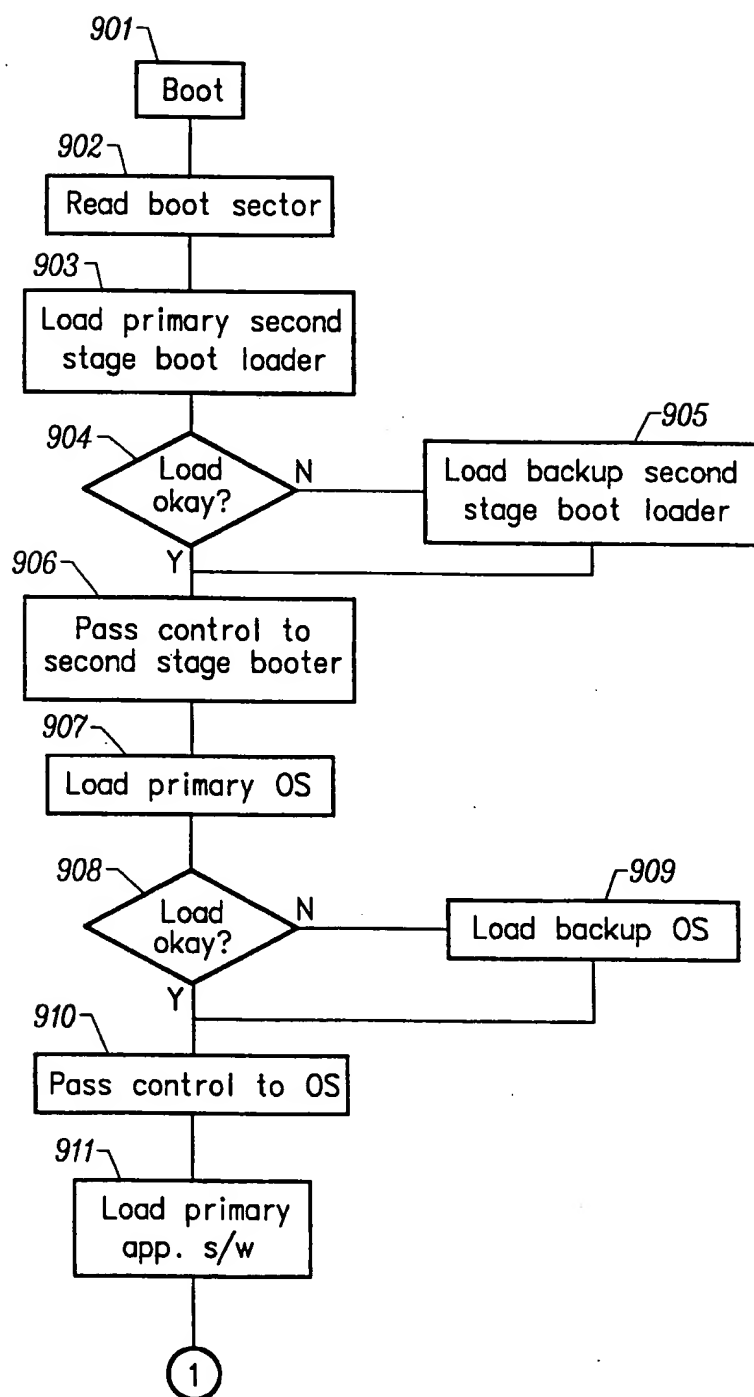 901
Boot
902
Read boot sector
903
Load primary second
stage boot loader
904
Load
okay?
N
Y
905
Load backup second
stage boot loader
906
Pass control to
second stage booter
907
Load primary OS
908
Load
okay?
N
Y
909
Load backup OS
910
Pass control to OS
911
Load primary
app. s/w
1